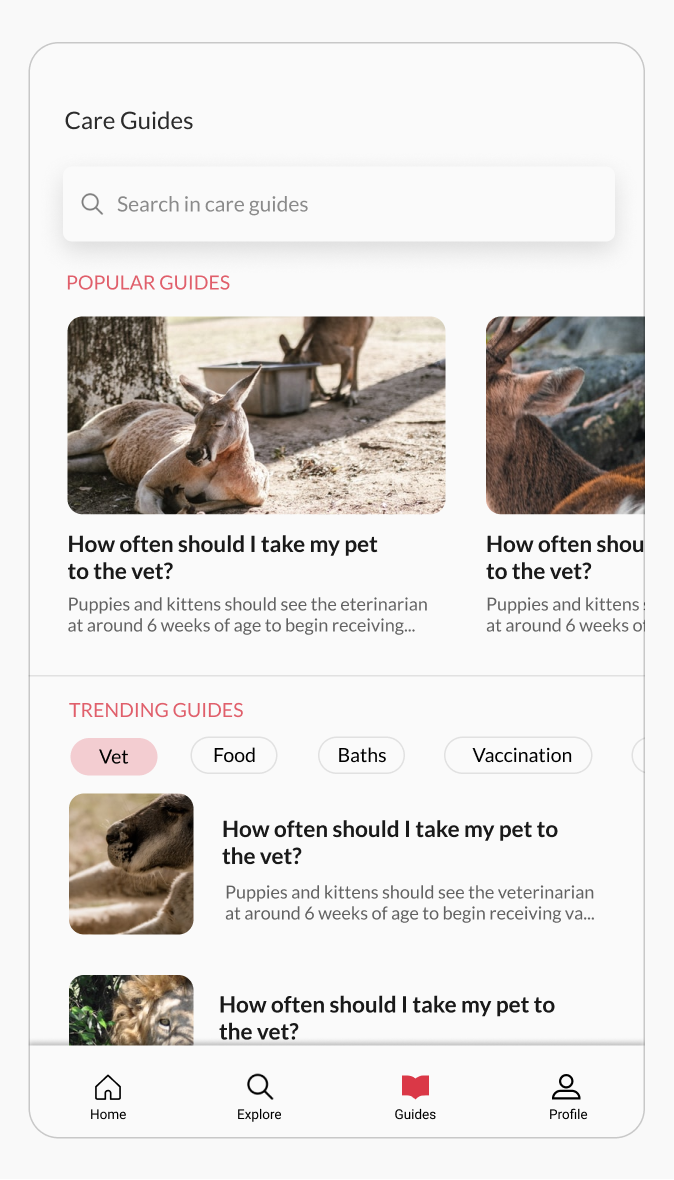 Care Guides
Search in care guides
POPULAR GUIDES
How often should I take my pet
to the vet?
Puppies and kittens should see the eterinarian
at around 6 weeks of age to begin receiving...
How often shou
to the vet?
Puppies and kittens
at around 6 weeks of
TRENDING GUIDES
Vet
Food
Baths
Vaccination
How often should I take my pet to
the vet?
Puppies and kittens should see the veterinarian
at around 6 weeks of age to begin receiving va...
How often should I take my pet to
the vet?
Home
Explore
Guides
Profile